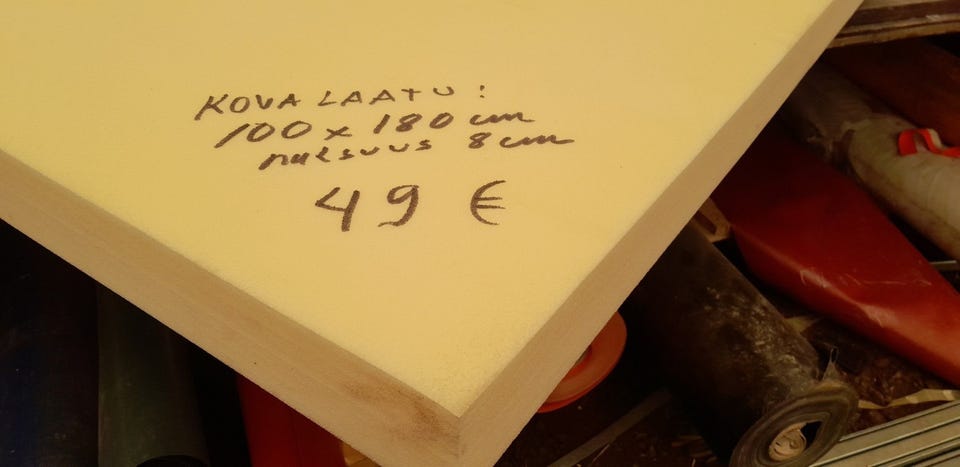 KOVA LAATU:
100 x 180 cm
paksuus 8 cm
49 €